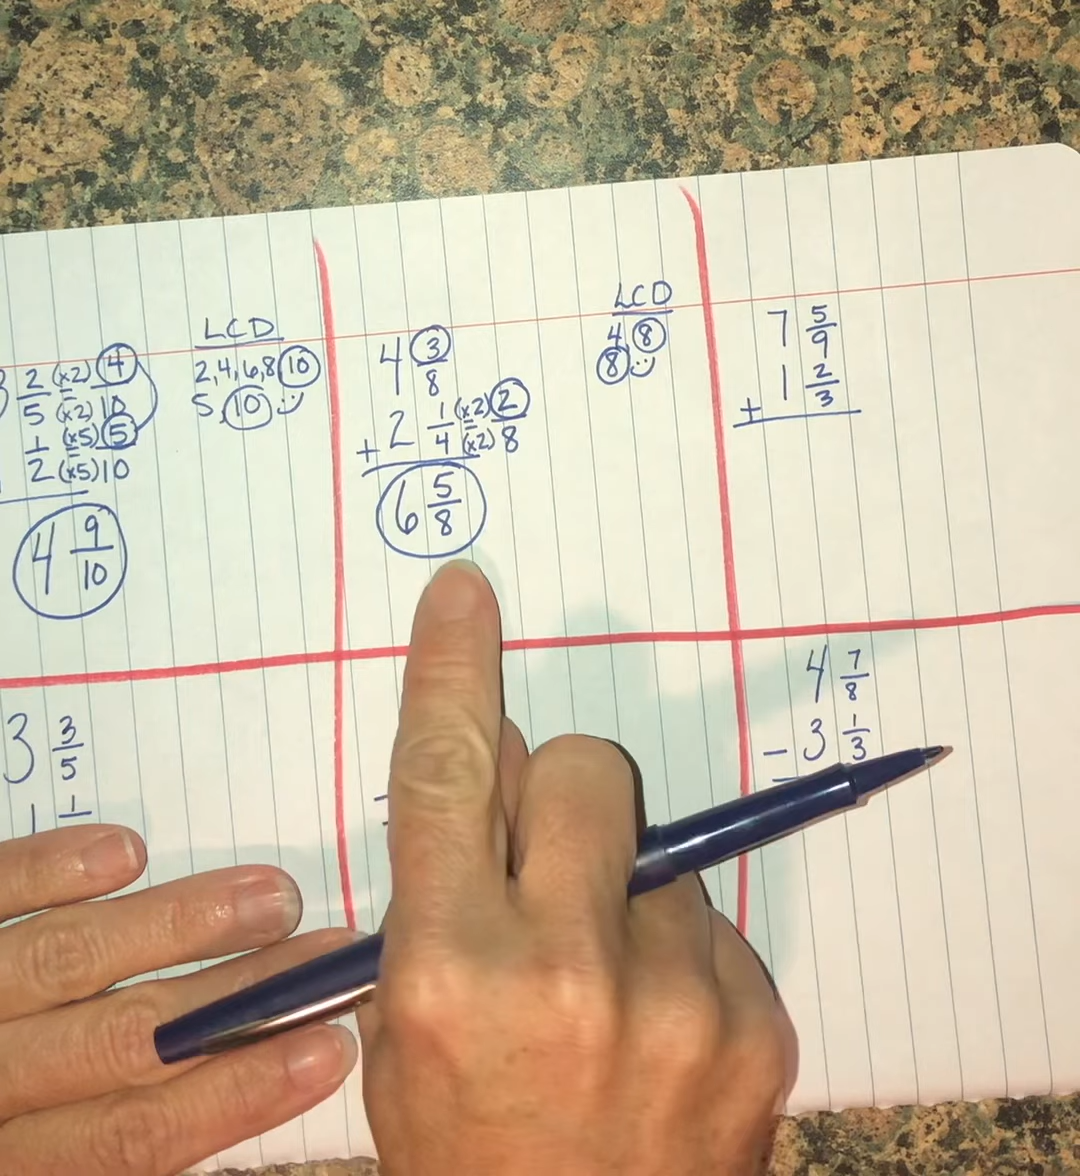 2/5 (x2) 4
(x2) 10
1/2 (x5) 5
(x5) 10
4 9/10
LCD
2,4,6,8 10
5, 10
4 3/8
+ 2 1/4 (x2) 2
(x2) 8
6 5/8
LCD
4, 8
8
7 5/9
+ 1 2/3
3 3/5
1
4 7/8
- 3 1/3